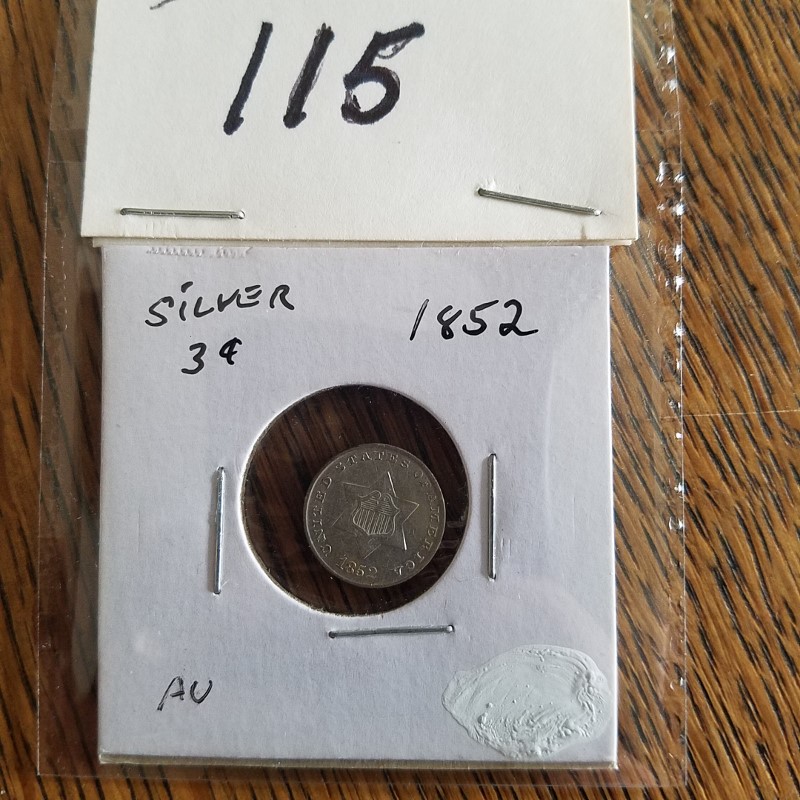 115
SILVER 1852
3¢
UNITED STATES OF AMERICA
1852
AU